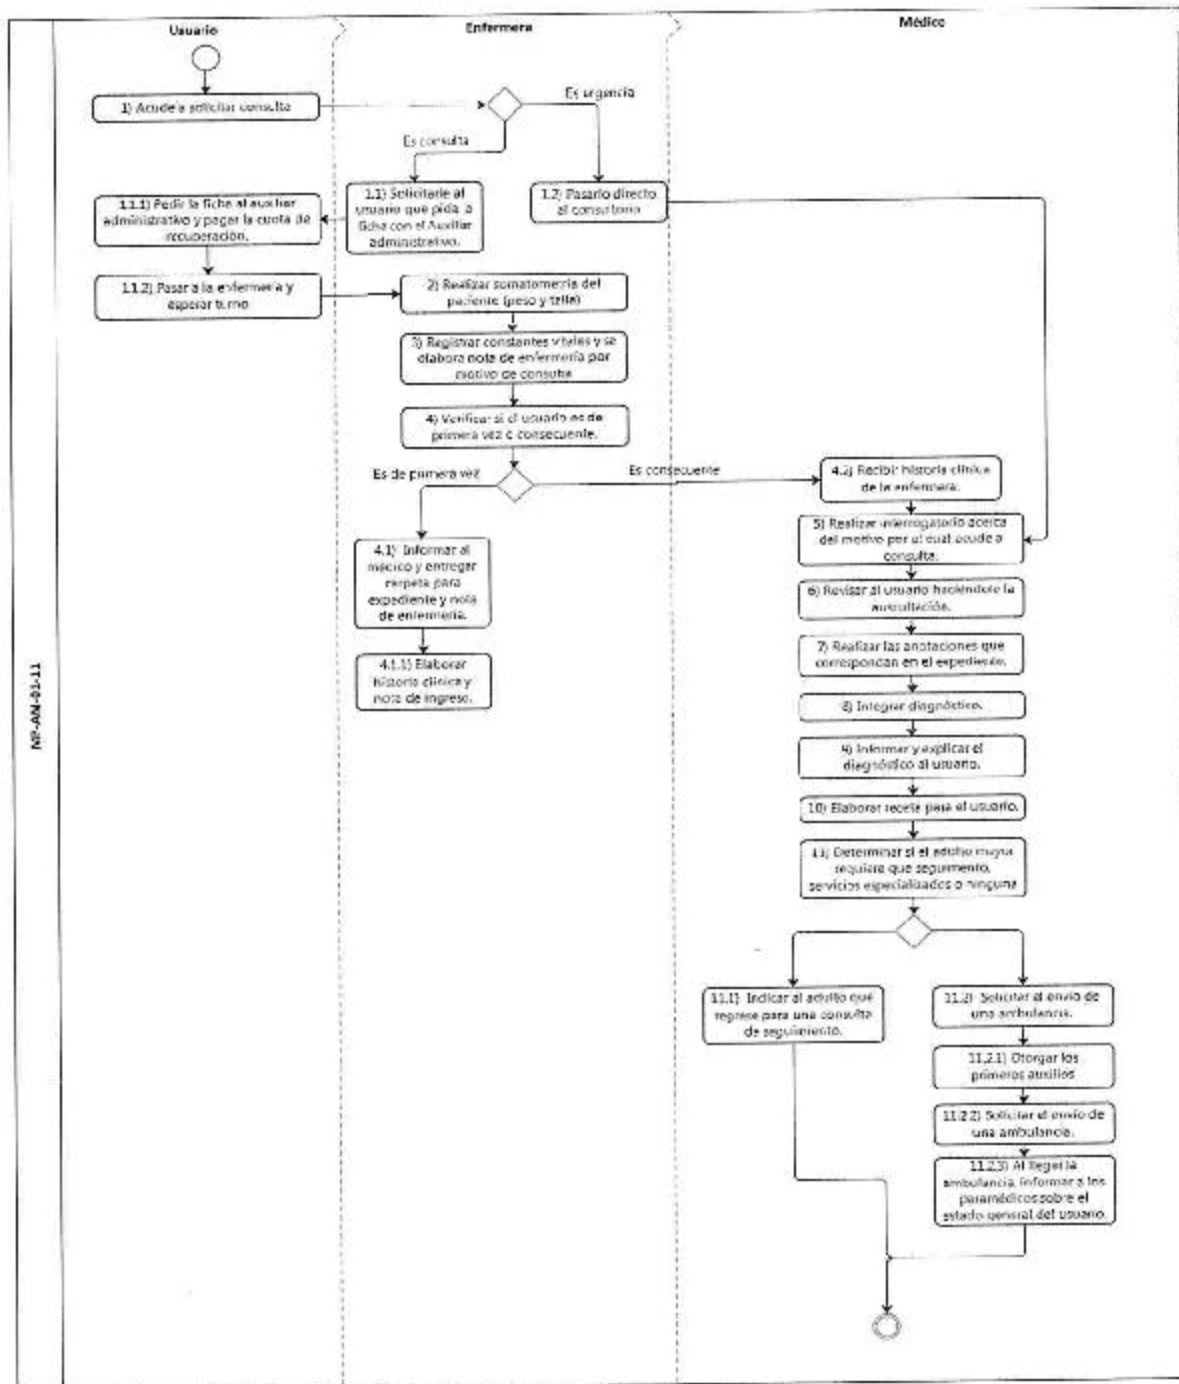 Usuario
Enfermera
Médico
1) Acude a solicitar consulta
Es urgencia
Es consulta
1.1) Solicitarle al
usuario que pida la
ficha con el Auxiliar
administrativo.
1.2) Pasarlo directo
al consultorio
1.1.1) Pedir la ficha al auxiliar
administrativo y pagar la cuota de
recuperación.
1.1.2) Pasar a la enfermería y
esperar turno
2) Realizar somatometría del
paciente (peso y talla)
3) Registrar constantes vitales y se
elabora nota de enfermería por
motivo de consulta
4) Verificar si el usuario es de
primera vez o consecuente.
Es de primera vez
Es consecuente
4.2) Recibir historia clínica
de la enfermera.
5) Realizar interrogatorio acerca
del motivo por el cual acude a
consulta.
4.1) Informar al
médico y entregar
carpeta para
expediente y nota
de enfermería.
6) Revisar al usuario haciéndole la
auscultación.
7) Realizar las anotaciones que
correspondan en el expediente.
4.1.1) Elaborar
historia clínica y
nota de ingreso.
8) Integrar diagnóstico.
9) Informar y explicar el
diagnóstico al usuario.
10) Elaborar receta para el usuario.
11) Determinar si el adulto mayor
requiere que seguimiento,
servicios especializados o ninguna
11.1) Indicar al adulto que
regrese para una consulta
de seguimiento.
11.2) Solicitar el envío de
una ambulancia.
11.2.1) Otorgar los
primeros auxilios
11.2.2) Solicitar el envío de
una ambulancia.
11.2.3) Al llegar la
ambulancia, informar a los
paramédicos sobre el
estado general del usuario.
MP-AM-01-11